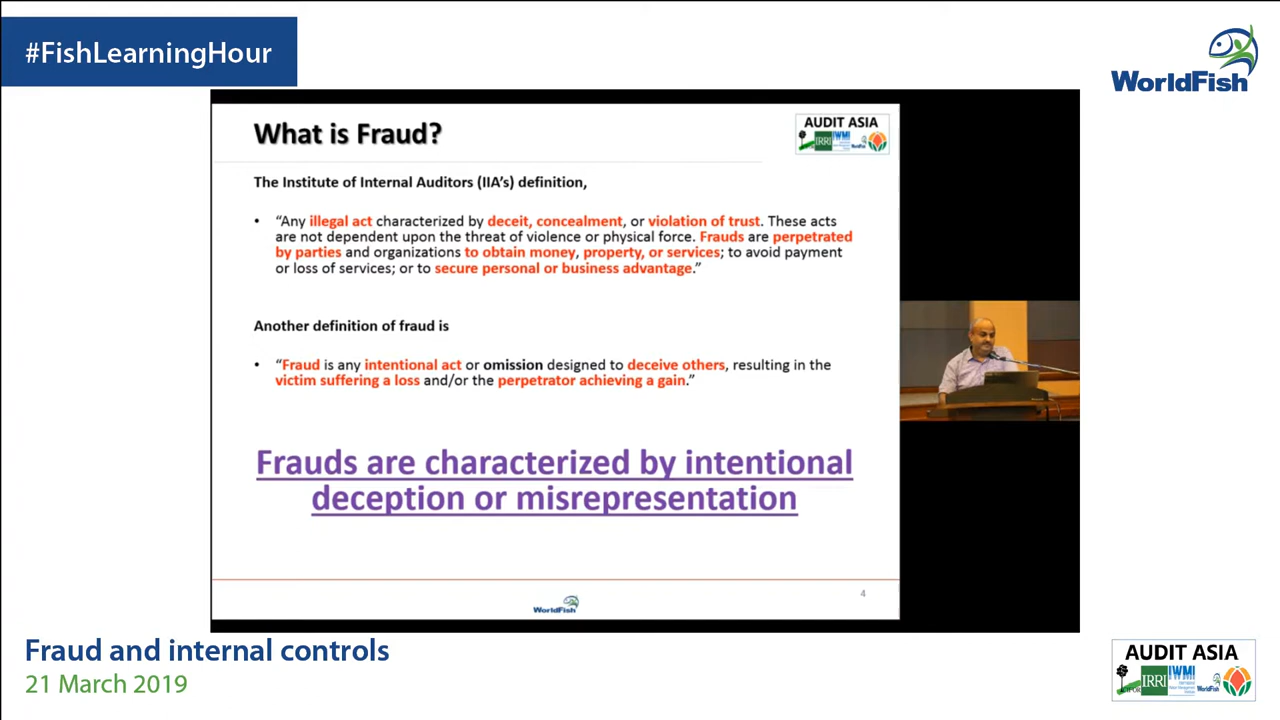 #FishLearningHour
WorldFish
What is Fraud?
AUDIT ASIA
IRRI
IWMI
The Institute of Internal Auditors (IIA's) definition,
• “Any illegal act characterized by deceit, concealment, or violation of trust. These acts
are not dependent upon the threat of violence or physical force. Frauds are perpetrated
by parties and organizations to obtain money, property, or services; to avoid payment
or loss of services; or to secure personal or business advantage.”
Another definition of fraud is
• “Fraud is any intentional act or omission designed to deceive others, resulting in the
victim suffering a loss and/or the perpetrator achieving a gain.”
Frauds are characterized by intentional
deception or misrepresentation
4
WorldFish
Fraud and internal controls
21 March 2019
AUDIT ASIA
IRRI
IWMI
WorldFish